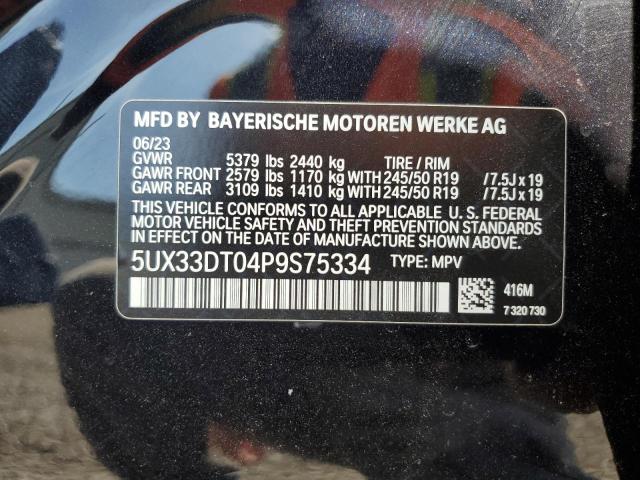 MFD BY BAYERISCHE MOTOREN WERKE AG
06/23
GVWR 5379 lbs 2440 kg TIRE / RIM
GAWR FRONT 2579 lbs 1170 kg WITH 245/50 R19 /7.5J x 19
GAWR REAR 3109 lbs 1410 kg WITH 245/50 R19 /7.5J x 19
THIS VEHICLE CONFORMS TO ALL APPLICABLE U. S. FEDERAL
MOTOR VEHICLE SAFETY, BUMPER, AND THEFT PREVENTION
STANDARDS IN EFFECT ON THE DATE
OF MANUFACTURE SHOWN ABOVE.
5UX33DT04P9S75334 TYPE: MPV
416M
7 320 730